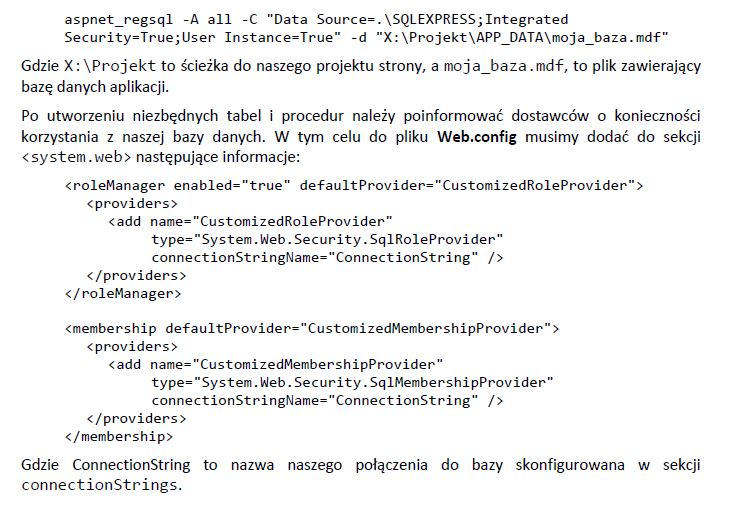 aspnet_regsql -A all -C "Data Source=.\SQLEXPRESS;Integrated
Security=True;User Instance=True" -d "X:\Projekt\APP_DATA\moja_baza.mdf"
Gdzie X:\Projekt to ścieżka do naszego projektu strony, a moja_baza.mdf, to plik zawierający
bazę danych aplikacji.
Po utworzeniu niezbędnych tabel i procedur należy poinformować dostawców o konieczności
korzystania z naszej bazy danych. W tym celu do pliku Web.config musimy dodać do sekcji
<system.web> następujące informacje:
<roleManager enabled="true" defaultProvider="CustomizedRoleProvider">
<providers>
<add name="CustomizedRoleProvider"
type="System.Web.Security.SqlRoleProvider"
connectionStringName="ConnectionString" />
</providers>
</roleManager>
<membership defaultProvider="CustomizedMembershipProvider">
<providers>
<add name="CustomizedMembershipProvider"
type="System.Web.Security.SqlMembershipProvider"
connectionStringName="ConnectionString" />
</providers>
</membership>
Gdzie ConnectionString to nazwa naszego połączenia do bazy skonfigurowana w sekcji
connectionStrings.